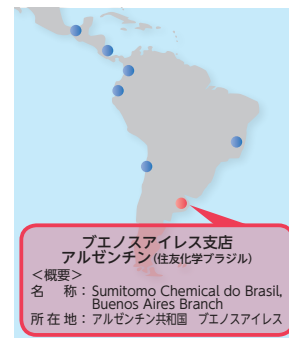 ブエノスアイレス支店
アルゼンチン(住友化学ブラジル)
＜概要＞
名　称：Sumitomo Chemical do Brasil,
Buenos Aires Branch
所在地：アルゼンチン共和国　ブエノスアイレス